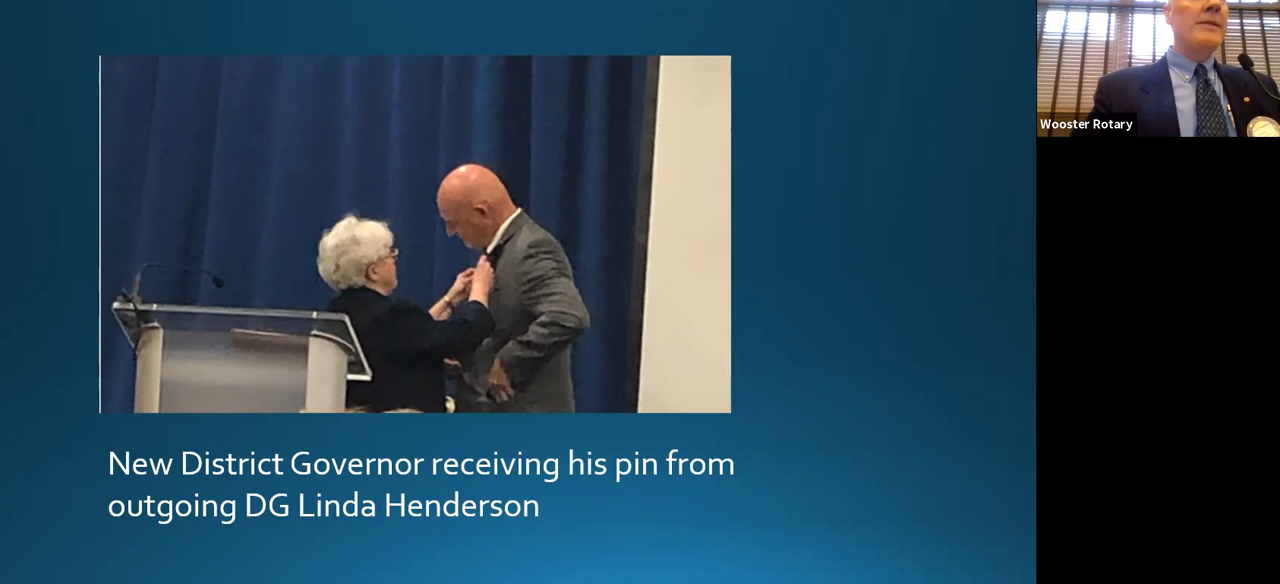 New District Governor receiving his pin from
outgoing DG Linda Henderson
Wooster Rotary